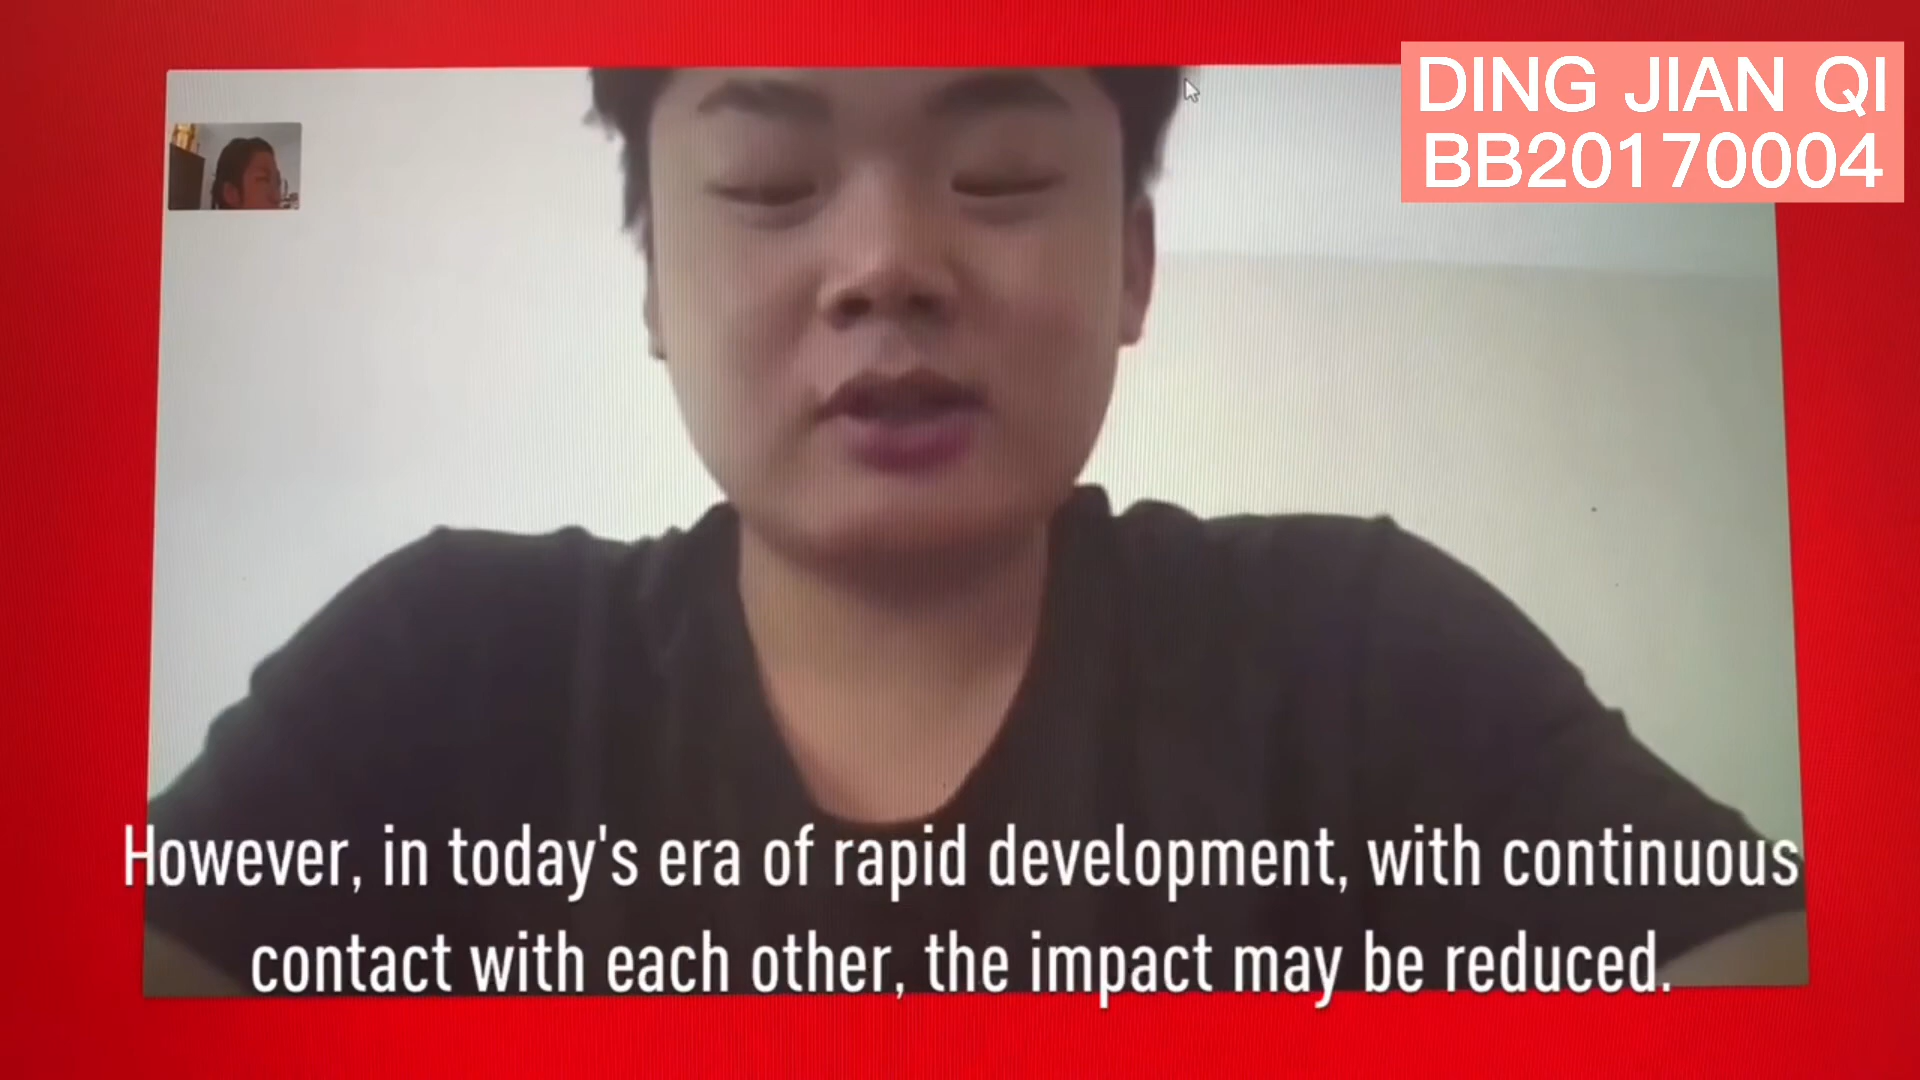 DING JIAN QI
BB20170004
However, in today's era of rapid development, with continuous
contact with each other, the impact may be reduced.